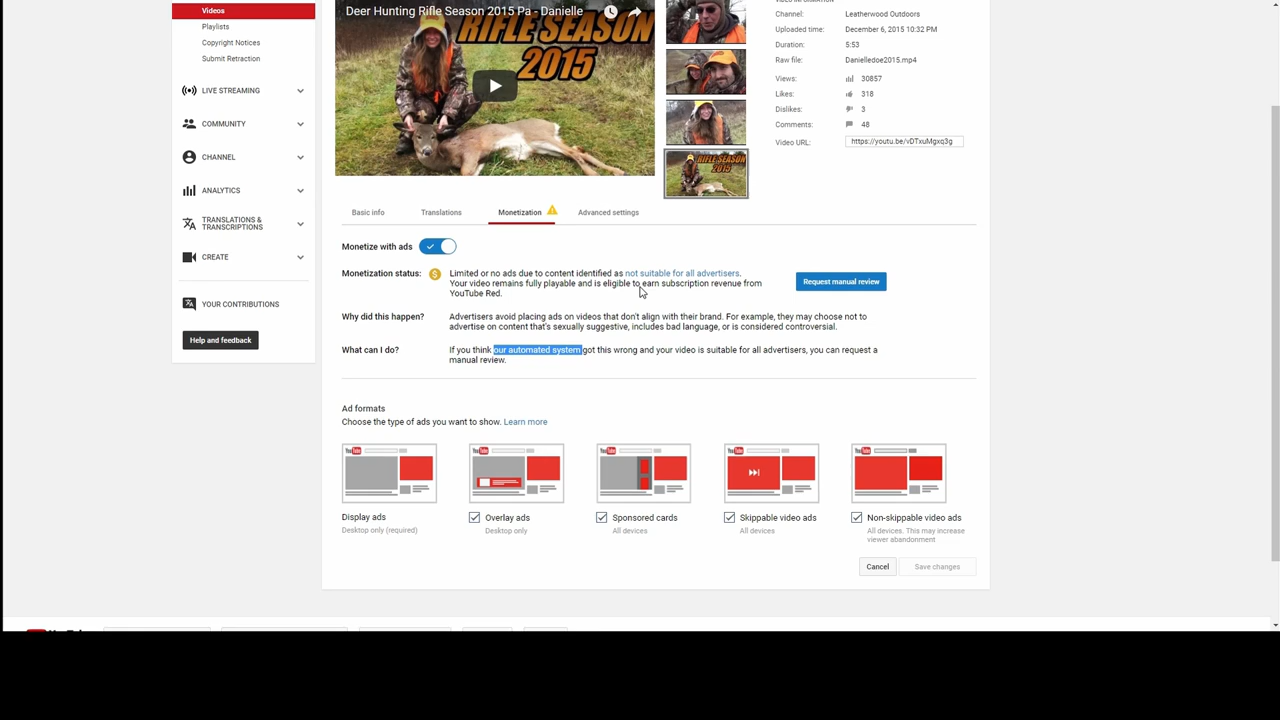 Videos
Playlists
Copyright Notices
Submit Retraction
LIVE STREAMING
COMMUNITY
CHANNEL
ANALYTICS
TRANSLATIONS &
TRANSCRIPTIONS
CREATE
YOUR CONTRIBUTIONS
Help and feedback
Deer Hunting Rifle Season 2015 Pa - Danielle
RIFLE SEASON
2015
RIFLE SEASON
2015
Channel: Leatherwood Outdoors
Uploaded time: December 6, 2015 10:32 PM
Duration: 5:53
Raw file: Danielledoe2015.mp4
Views: 30857
Likes: 318
Dislikes: 3
Comments: 48
Video URL: https://youtu.be/vDTxuMgxq3g
Basic info Translations Monetization Advanced settings
Monetize with ads
Monetization status: Limited or no ads due to content identified as not suitable for all advertisers.
Your video remains fully playable and is eligible to earn subscription revenue from
YouTube Red.
Request manual review
Why did this happen? Advertisers avoid placing ads on videos that don't align with their brand. For example, they may choose not to
advertise on content that's sexually suggestive, includes bad language, or is considered controversial.
What can I do? If you think our automated system got this wrong and your video is suitable for all advertisers, you can request a
manual review.
Ad formats
Choose the type of ads you want to show. Learn more
Display ads Overlay ads Sponsored cards Skippable video ads Non-skippable video ads
Desktop only (required) Desktop only All devices All devices All devices. This may increase
viewer abandonment
Cancel Save changes